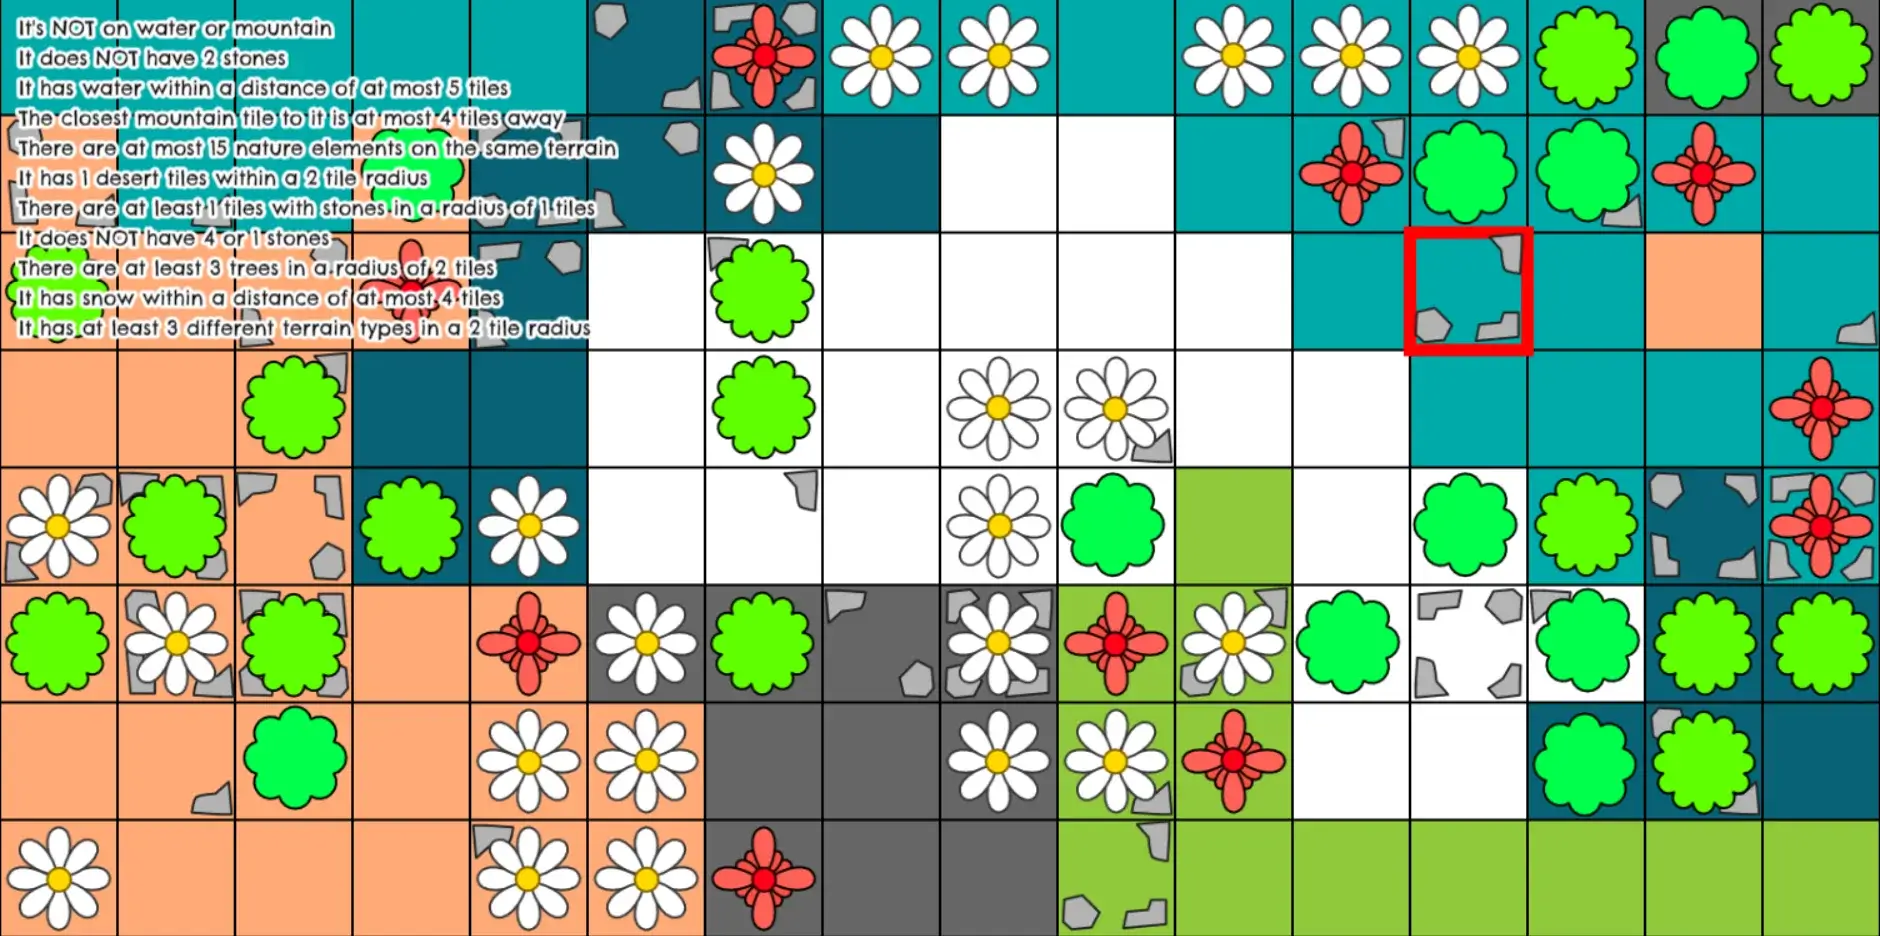 It's NOT on water or mountain
It does NOT have 2 stones
It has water within a distance of at most 5 tiles
The closest mountain tile to it is at most 4 tiles away
There are at most 15 nature elements on the same terrain
It has 1 desert tiles within a 2 tile radius
There are at least 1 tiles with stones in a radius of 1 tiles
It does NOT have 4 or 1 stones
There are at least 3 trees in a radius of 2 tiles
It has snow within a distance of at most 4 tiles
It has at least 3 different terrain types in a 2 tile radius